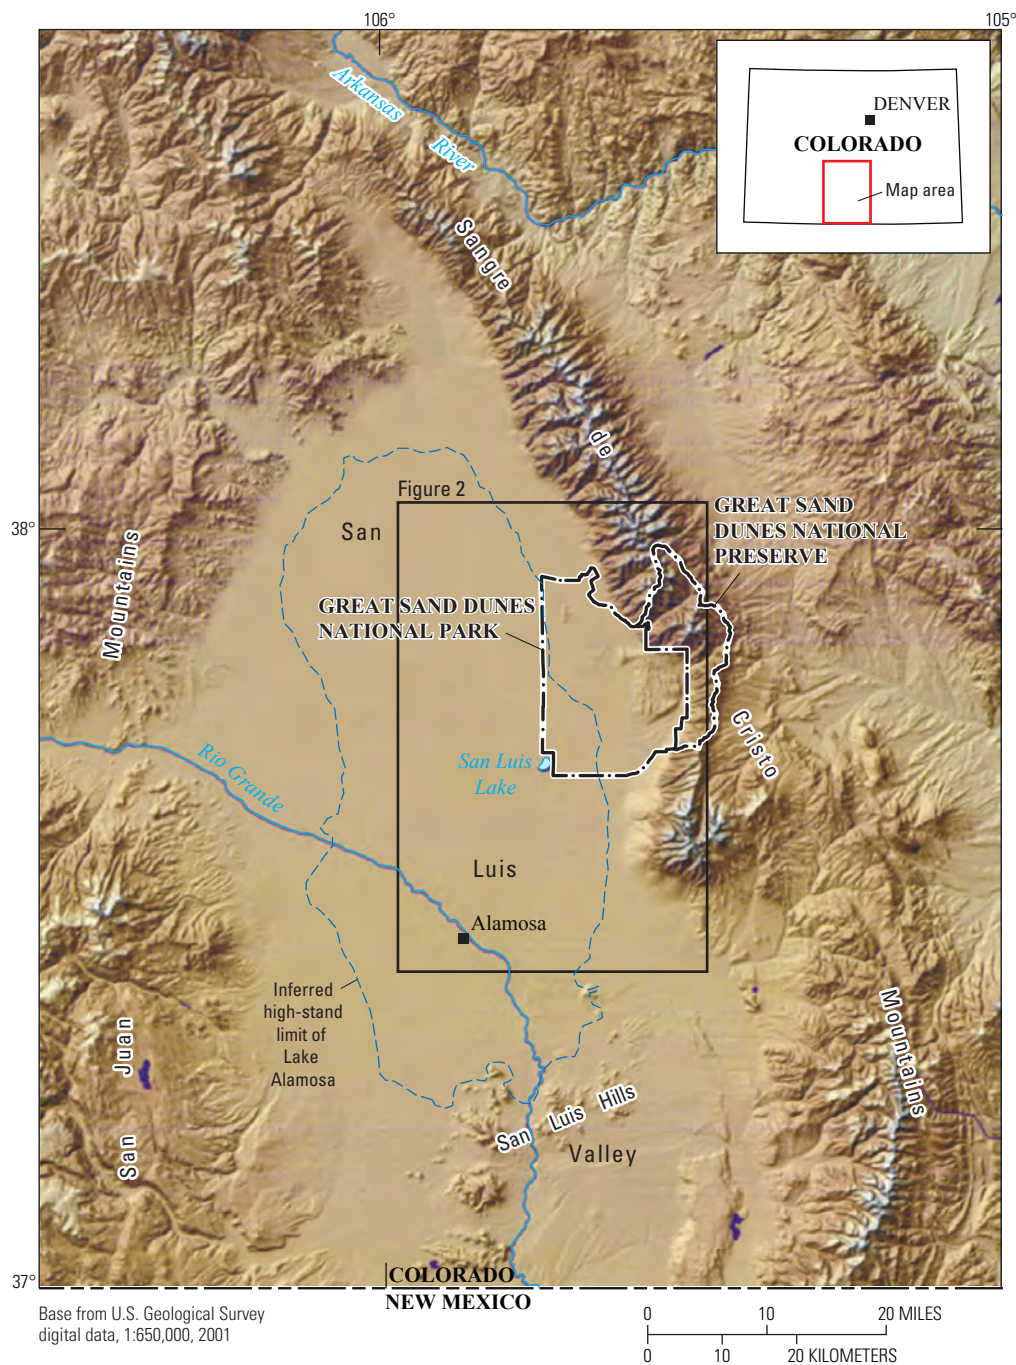 106°
105°
Arkansas
River
DENVER
COLORADO
Map area
Sangre
de
Figure 2
San
38°
GREAT SAND
DUNES NATIONAL
PRESERVE
Mountains
GREAT SAND DUNES
NATIONAL PARK
Cristo
Rio Grande
San Luis
Lake
Luis
Alamosa
Inferred
high-stand
limit of
Lake
Alamosa
Mountains
San Juan
San Luis Hills
Valley
37°
COLORADO
NEW MEXICO
Base from U.S. Geological Survey
digital data, 1:650,000, 2001
0 10 20 MILES
0 10 20 KILOMETERS